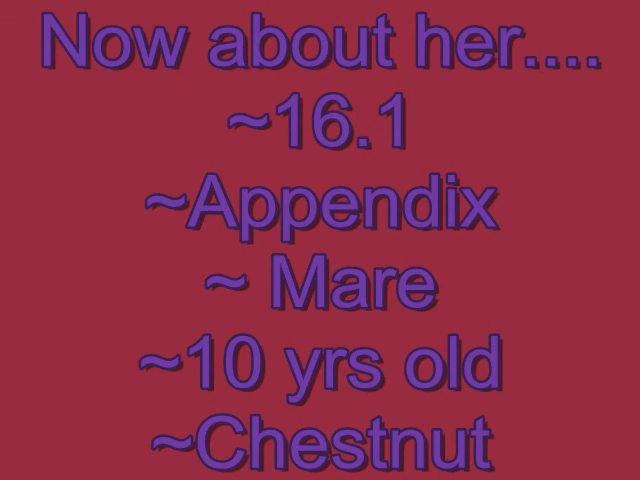 Now about her....
~16.1
~Appendix
~ Mare
~10 yrs old
~Chestnut